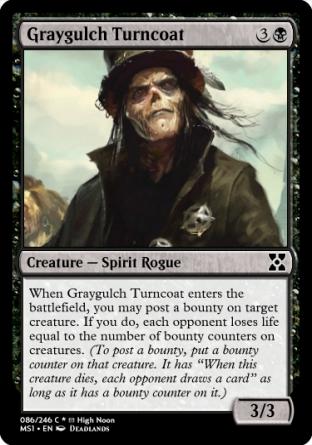 Graygulch Turncoat 3
Creature — Spirit Rogue
When Graygulch Turncoat enters the
battlefield, you may post a bounty on target
creature. If you do, each opponent loses life
equal to the number of bounty counters on
creatures. (To post a bounty, put a bounty
counter on that creature. It has “When this
creature dies, each opponent draws a card” as
long as it has a bounty counter on it.)
3/3
086/246 C * High Noon
MS1 • EN DEADLANDS